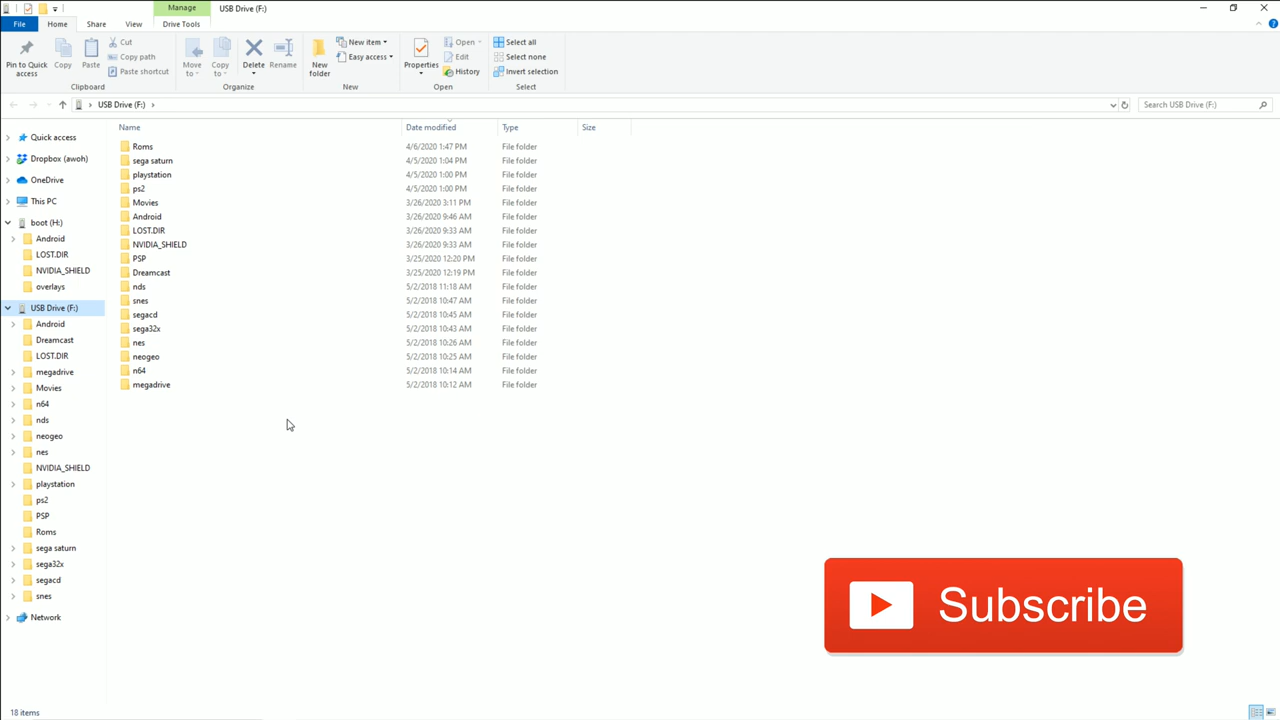 Manage
USB Drive (F:)
File
Home
Share
View
Drive Tools
Pin to Quick access
Copy
Paste
Cut
Copy path
Paste shortcut
Clipboard
Move to
Copy to
Delete
Rename
Organize
New folder
New item
Easy access
New
Properties
Open
Edit
History
Open
Select all
Select none
Invert selection
Select
USB Drive (F:)
Search USB Drive (F:)
Name
Date modified
Type
Size
Roms 4/6/2020 1:47 PM File folder
sega saturn 4/5/2020 1:04 PM File folder
playstation 4/5/2020 1:00 PM File folder
ps2 4/5/2020 1:00 PM File folder
Movies 3/26/2020 3:11 PM File folder
Android 3/26/2020 9:46 AM File folder
LOST.DIR 3/26/2020 9:33 AM File folder
NVIDIA_SHIELD 3/26/2020 9:33 AM File folder
PSP 3/25/2020 12:20 PM File folder
Dreamcast 3/25/2020 12:19 PM File folder
nds 5/2/2018 11:18 AM File folder
snes 5/2/2018 10:47 AM File folder
segacd 5/2/2018 10:45 AM File folder
sega32x 5/2/2018 10:43 AM File folder
nes 5/2/2018 10:26 AM File folder
neogeo 5/2/2018 10:25 AM File folder
n64 5/2/2018 10:14 AM File folder
megadrive 5/2/2018 10:12 AM File folder
Quick access
Dropbox (awoh)
OneDrive
This PC
boot (H:)
Android
LOST.DIR
NVIDIA_SHIELD
overlays
USB Drive (F:)
Android
Dreamcast
LOST.DIR
megadrive
Movies
n64
nds
neogeo
nes
NVIDIA_SHIELD
playstation
ps2
PSP
Roms
sega saturn
sega32x
segacd
snes
Network
Subscribe
18 items